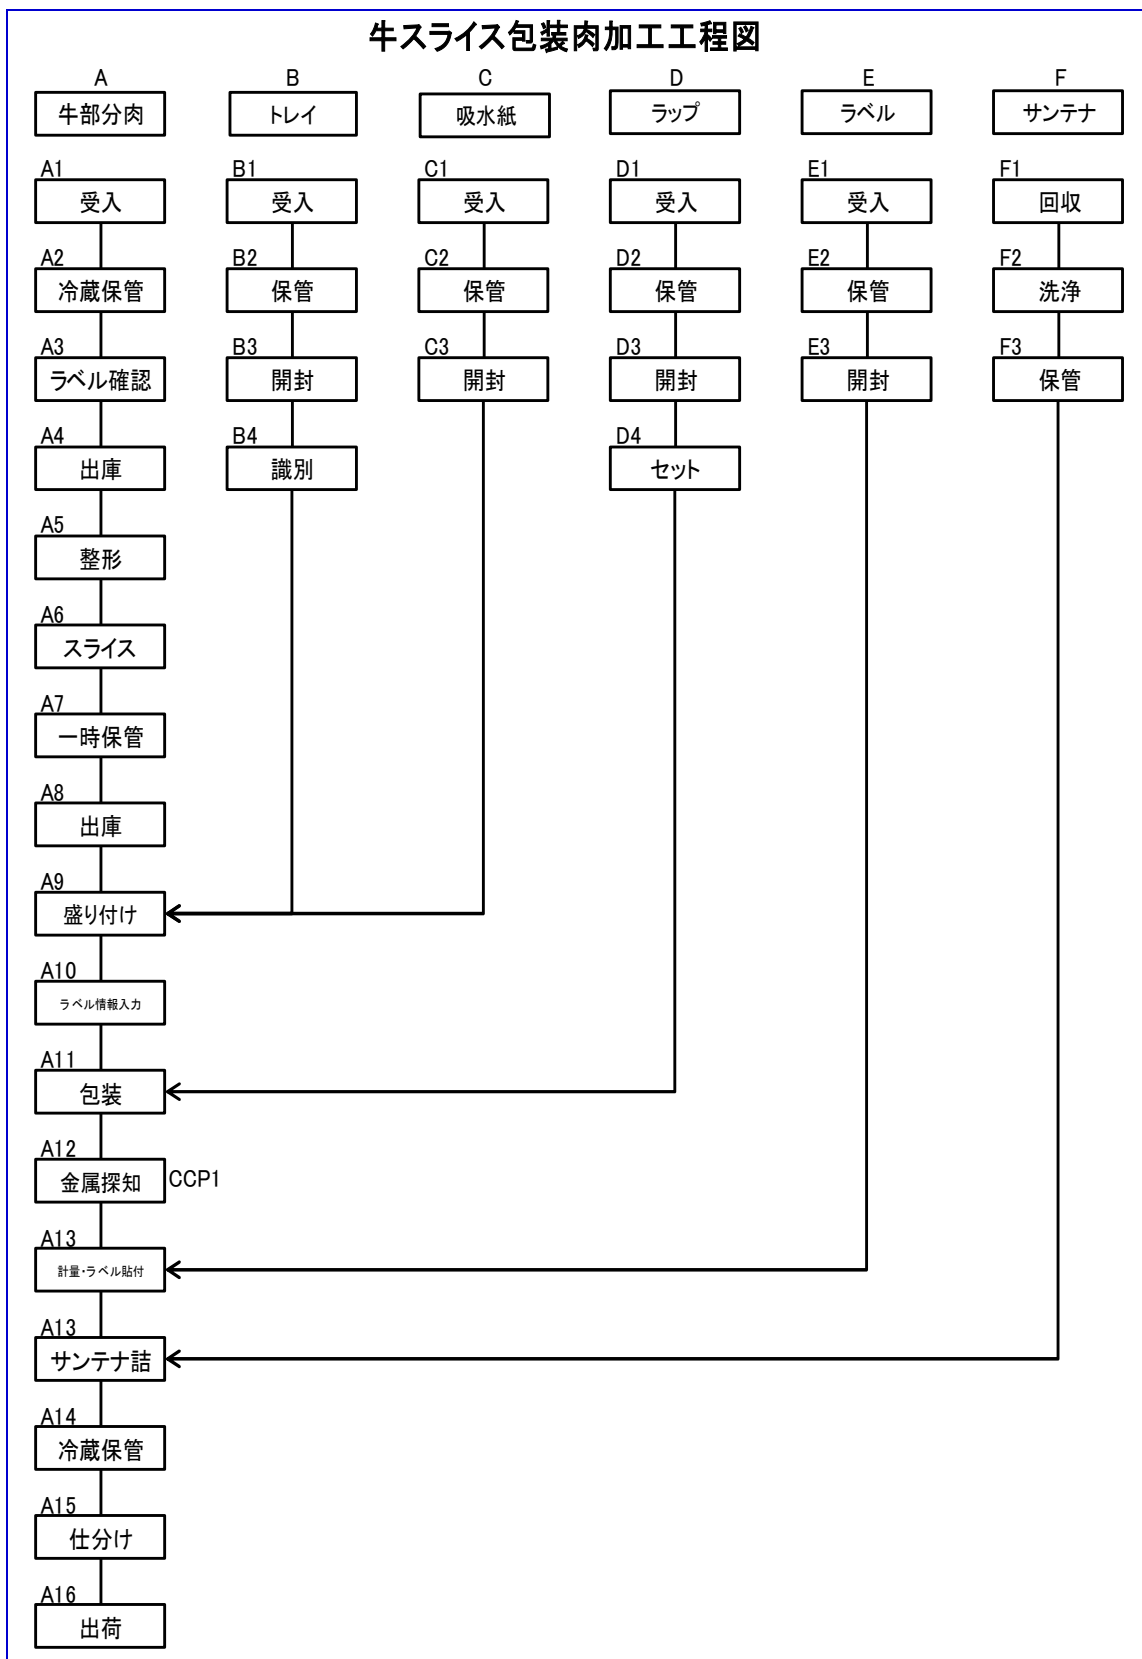 牛スライス包装肉加工工程図
A B C D E F
牛部分肉 トレイ 吸水紙 ラップ ラベル サンテナ
A1 B1 C1 D1 E1 F1
受入 受入 受入 受入 受入 回収
A2 B2 C2 D2 E2 F2
冷蔵保管 保管 保管 保管 保管 洗浄
A3 B3 C3 D3 E3 F3
ラベル確認 開封 開封 開封 開封 保管
A4 B4 D4
出庫 識別 セット
A5
整形
A6
スライス
A7
一時保管
A8
出庫
A9
盛り付け
A10
ラベル情報入力
A11
包装
A12
金属探知 CCP1
A13
計量・ラベル貼付
A13
サンテナ詰
A14
冷蔵保管
A15
仕分け
A16
出荷